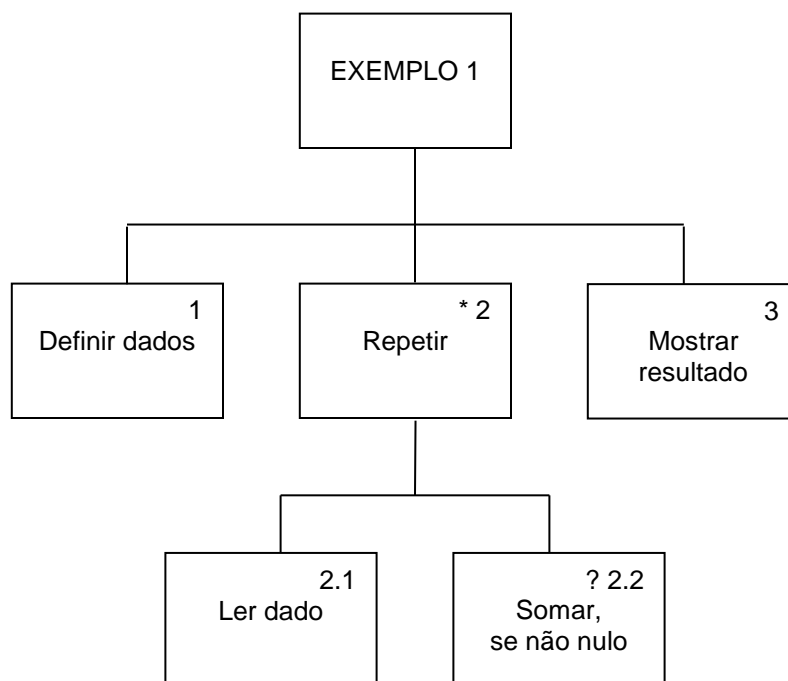 EXEMPLO 1
1
Definir dados
* 2
Repetir
3
Mostrar
resultado
2.1
Ler dado
? 2.2
Somar,
se não nulo